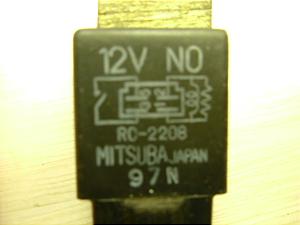 12V NO
RC-2208
MITSUBA JAPAN
97N